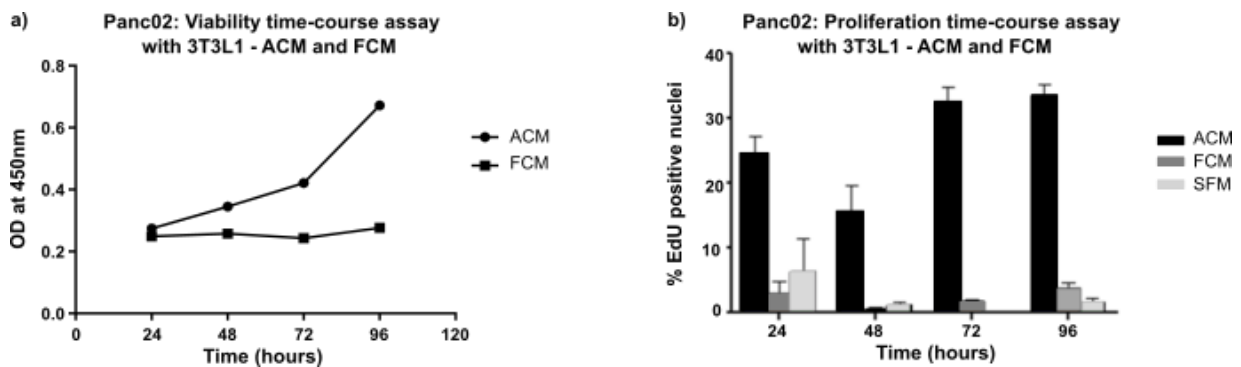 a)
Panc02: Viability time-course assay
with 3T3L1 - ACM and FCM
0.8
0.6
0.4
0.2
0.0
OD at 450nm
0
24
48
72
96
120
Time (hours)
ACM
FCM
b)
Panc02: Proliferation time-course assay
with 3T3L1 - ACM and FCM
40
30
20
10
0
% EdU positive nuclei
24
48
72
96
Time (hours)
ACM
FCM
SFM